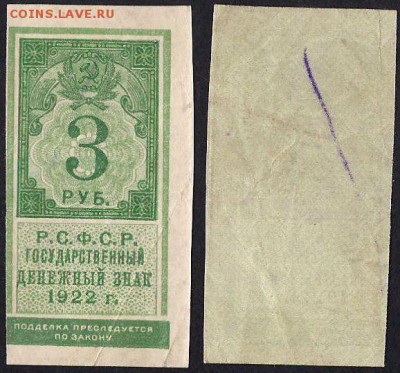 COINS.LAVE.RU
3
РУБ.
Р.С.Ф.С.Р.
ГОСУДАРСТВЕННЫЙ
ДЕНЕЖНЫЙ ЗНАК
1922 г.
ПОДДЕЛКА ПРЕСЛЕДУЕТСЯ
ПО ЗАКОНУ.